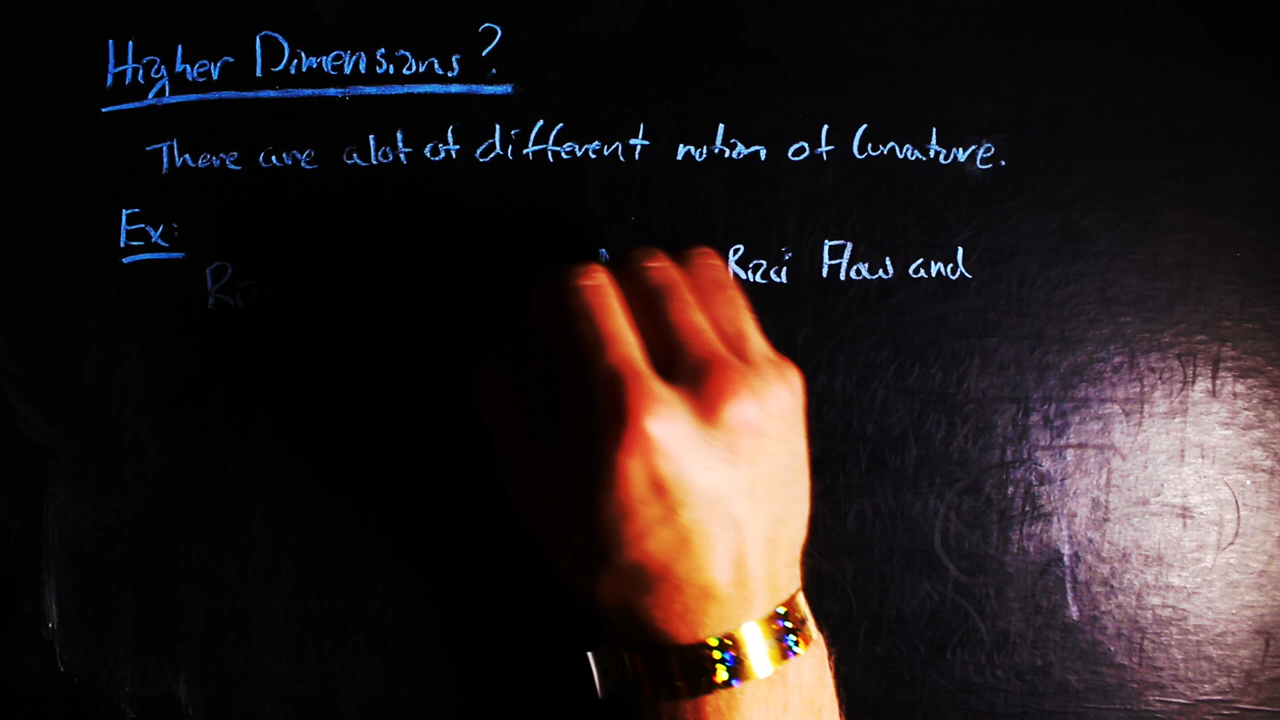 Higher Dimensions?
There are alot of different notion of Curvature.
Ex:
Ricci Flow and